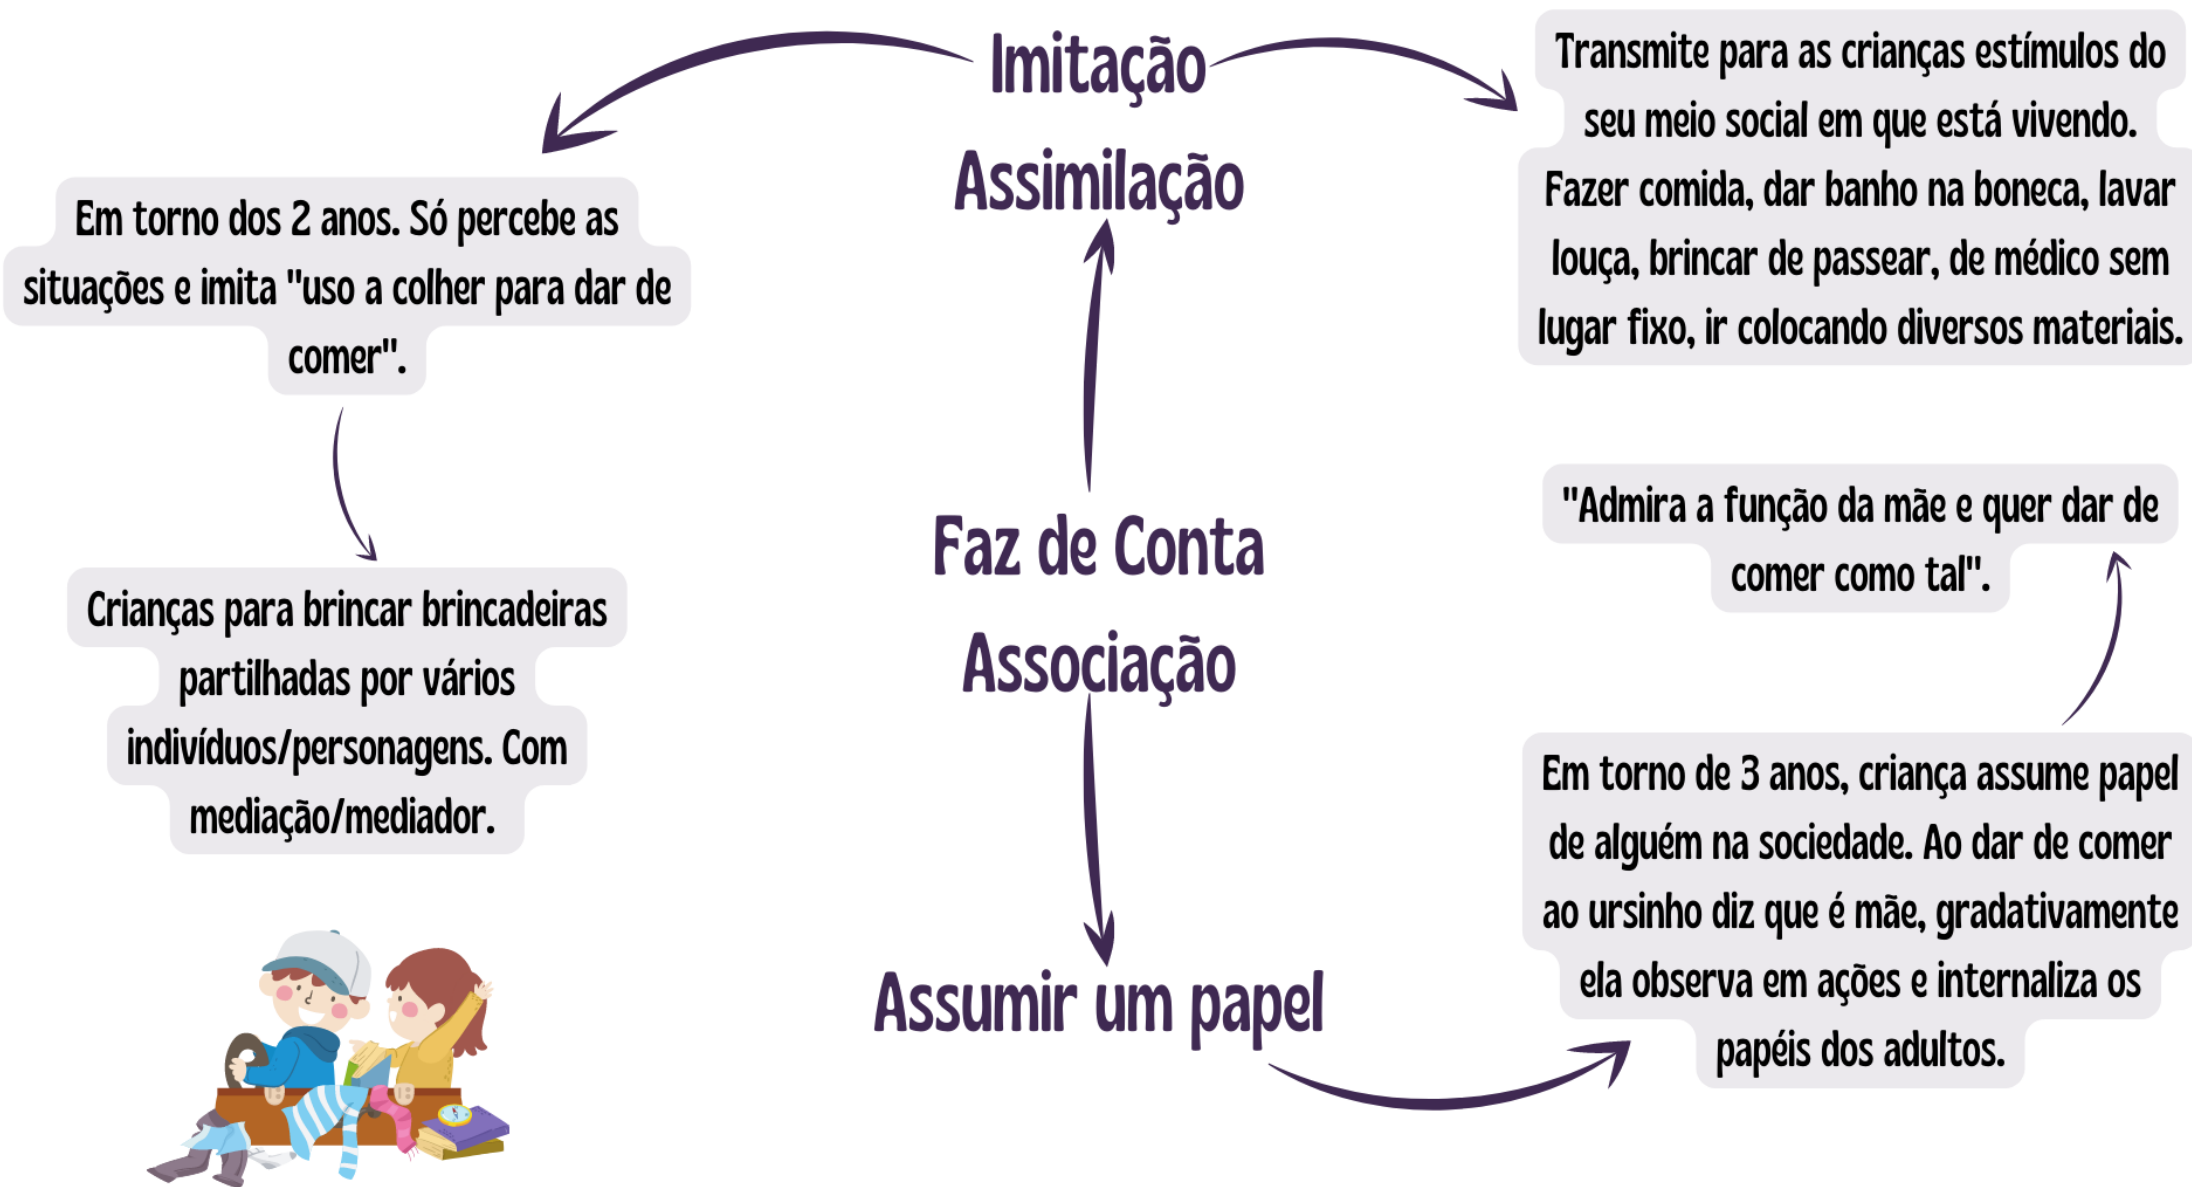 Imitação
Assimilação
Transmite para as crianças estímulos do
seu meio social em que está vivendo.
Fazer comida, dar banho na boneca, lavar
louça, brincar de passear, de médico sem
lugar fixo, ir colocando diversos materiais.
Em torno dos 2 anos. Só percebe as
situações e imita "uso a colher para dar de
comer".
Crianças para brincar brincadeiras
partilhadas por vários
indivíduos/personagens. Com
mediação/mediador.
Faz de Conta
Associação
"Admira a função da mãe e quer dar de
comer como tal".
Assumir um papel
Em torno de 3 anos, criança assume papel
de alguém na sociedade. Ao dar de comer
ao ursinho diz que é mãe, gradativamente
ela observa em ações e internaliza os
papéis dos adultos.